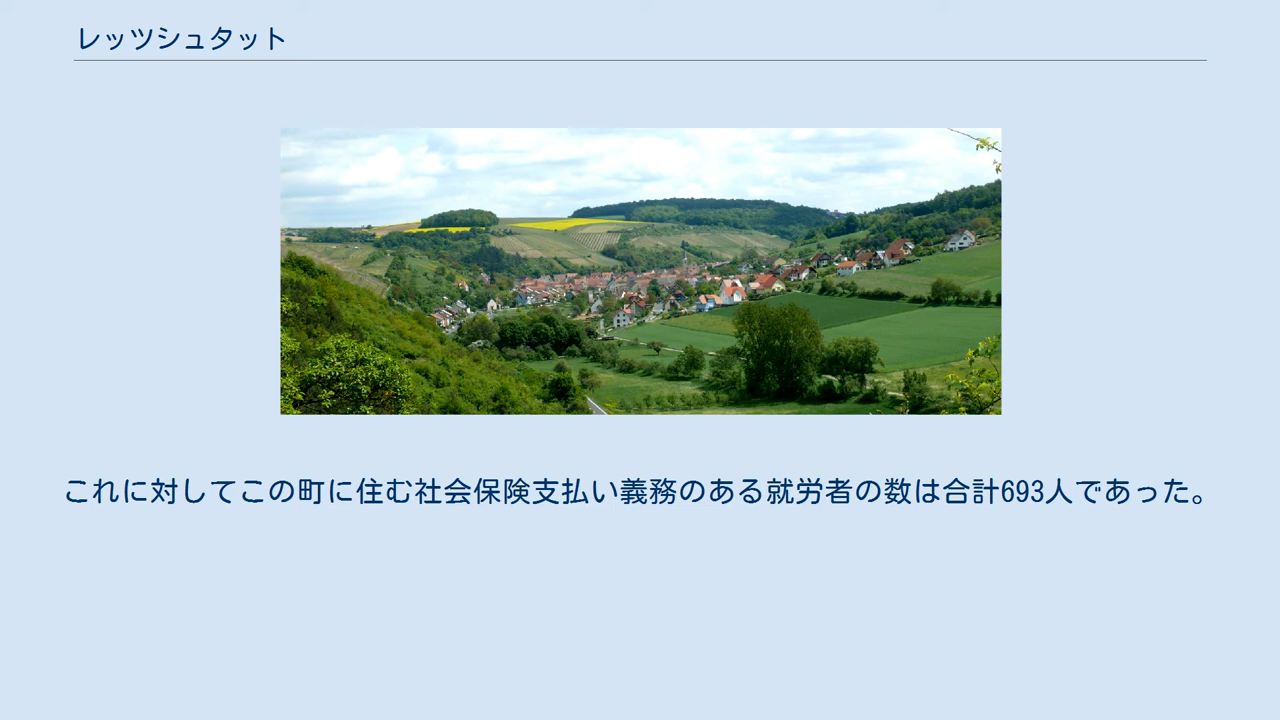 レッツシュタット
これに対してこの町に住む社会保険支払い義務のある就労者の数は合計693人であった。